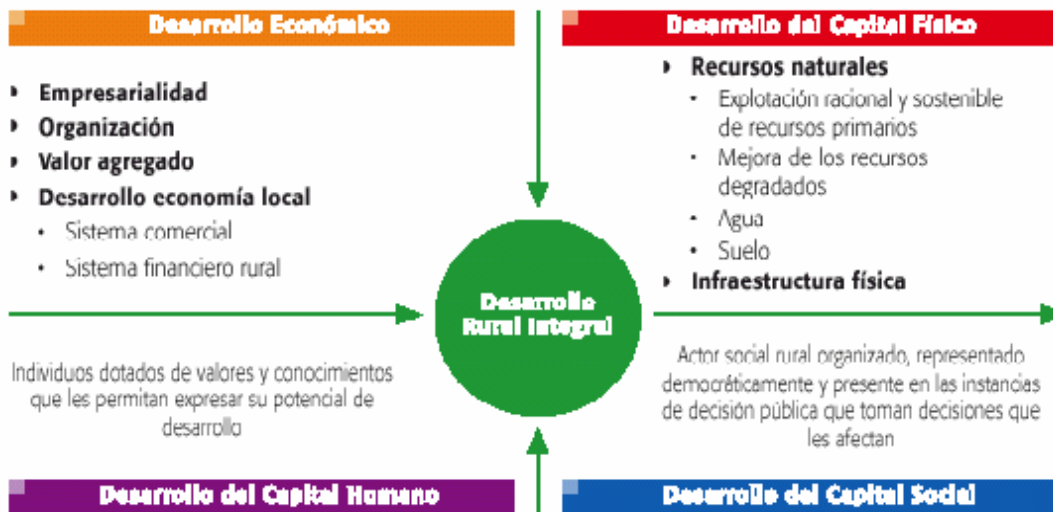 Desarrollo Económico
Empresarialidad
Organización
Valor agregado
Desarrollo economía local
Sistema comercial
Sistema financiero rural
Desarrollo del Capital Físico
Recursos naturales
Explotación racional y sostenible
de recursos primarios
Mejora de los recursos
degradados
Agua
Suelo
Infraestructura física
Desarrollo
Rural Integral
Individuos dotados de valores y conocimientos
que les permitan expresar su potencial de
desarrollo
Desarrollo del Capital Humano
Actor social rural organizado, representado
democráticamente y presente en las instancias
de decisión pública que toman decisiones que
les afectan
Desarrollo del Capital Social